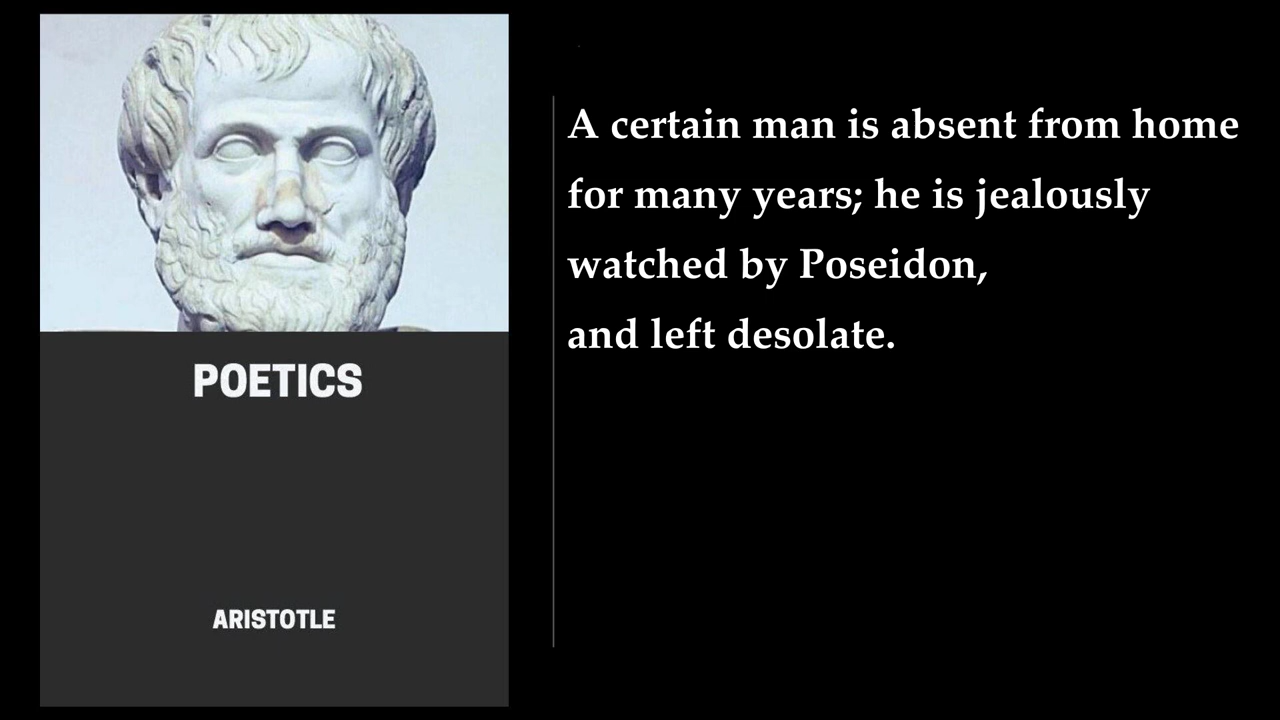 POETICS
ARISTOTLE
A certain man is absent from home
for many years; he is jealously
watched by Poseidon,
and left desolate.